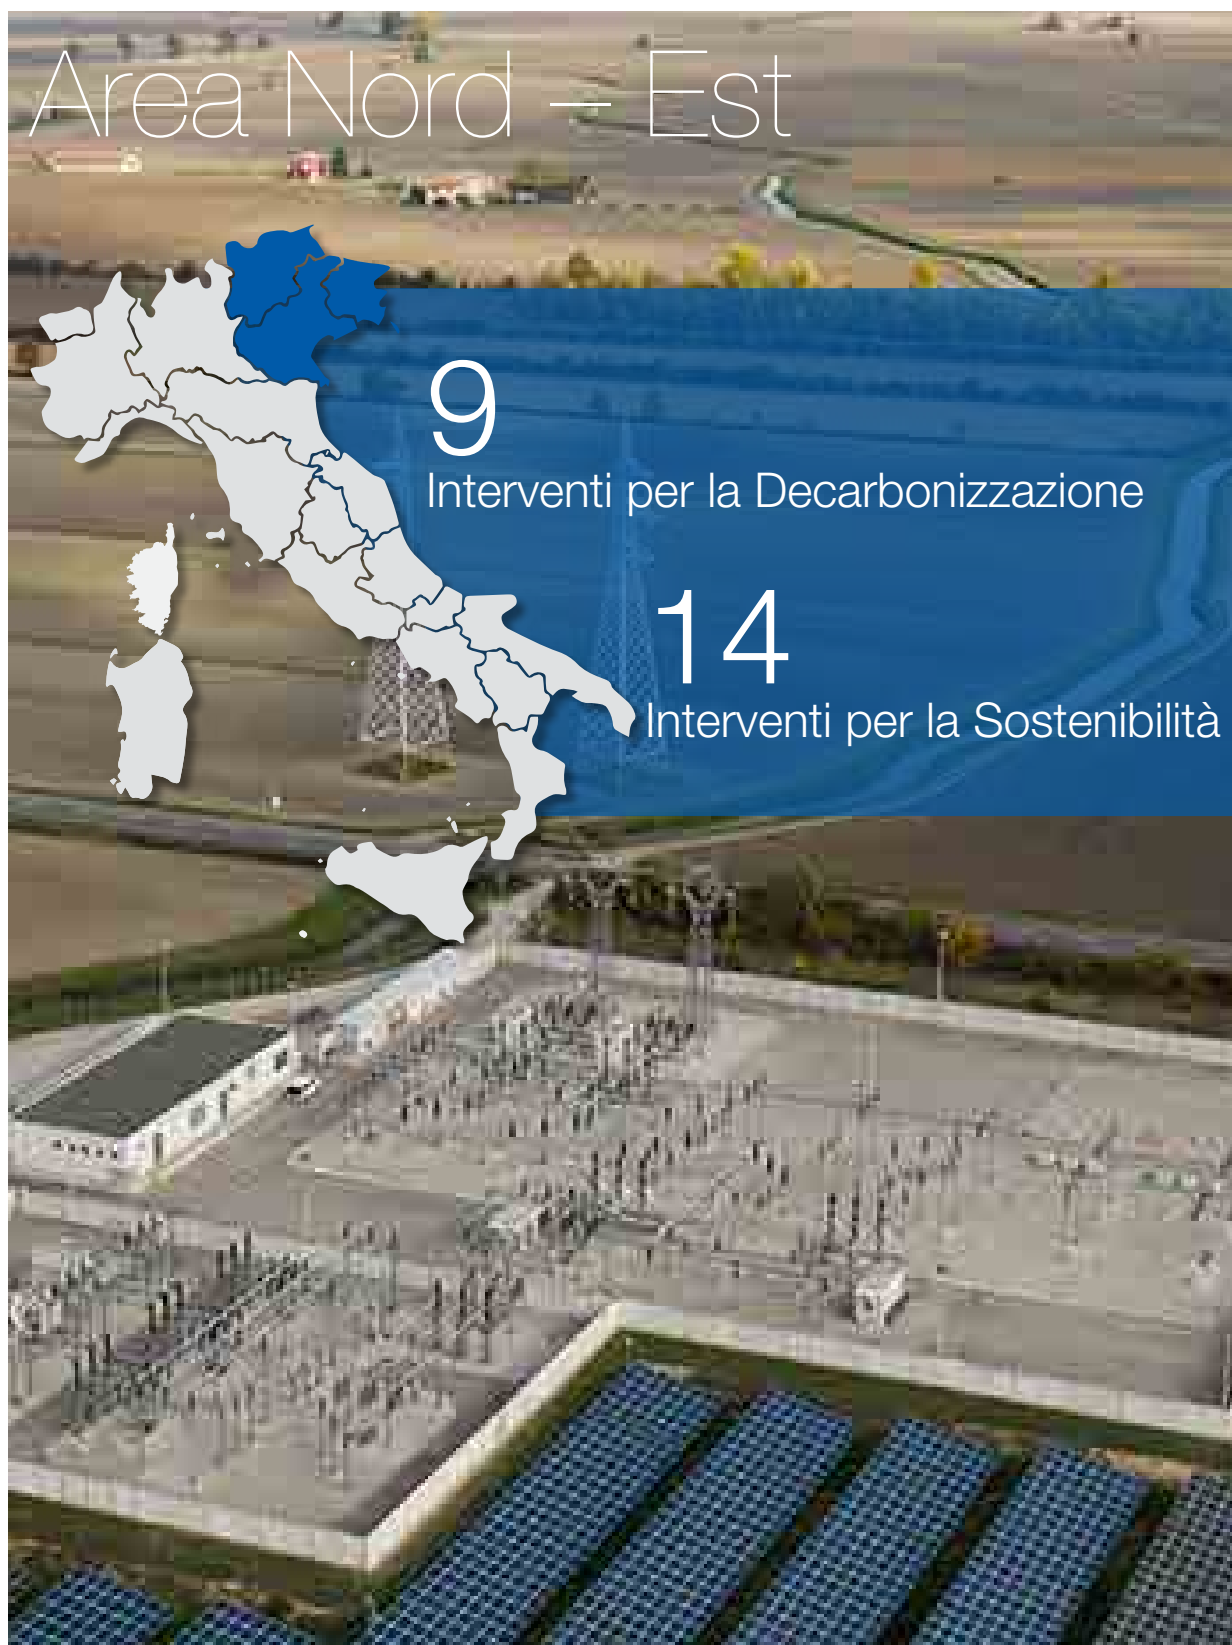 Area Nord – Est
9
Interventi per la Decarbonizzazione
14
Interventi per la Sostenibilità